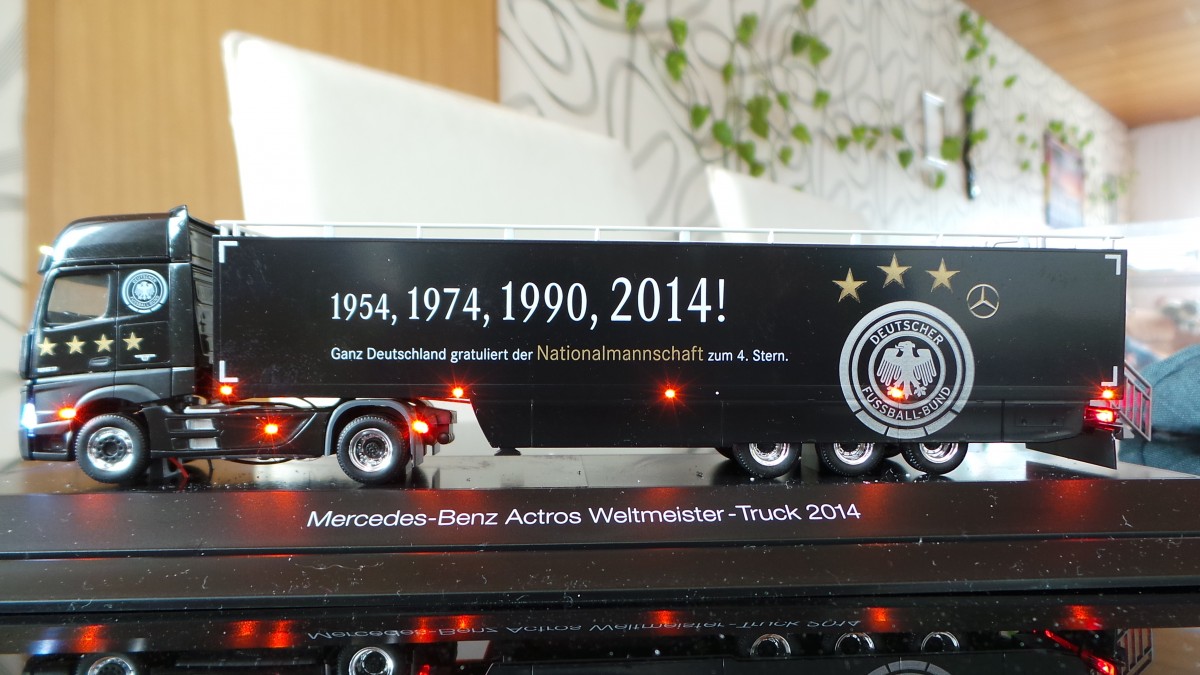 1954, 1974, 1990, 2014!
Ganz Deutschland gratuliert der Nationalmannschaft zum 4. Stern.
DEUTSCHER
FUSSBALL-BUND
Mercedes-Benz Actros Weltmeister-Truck 2014